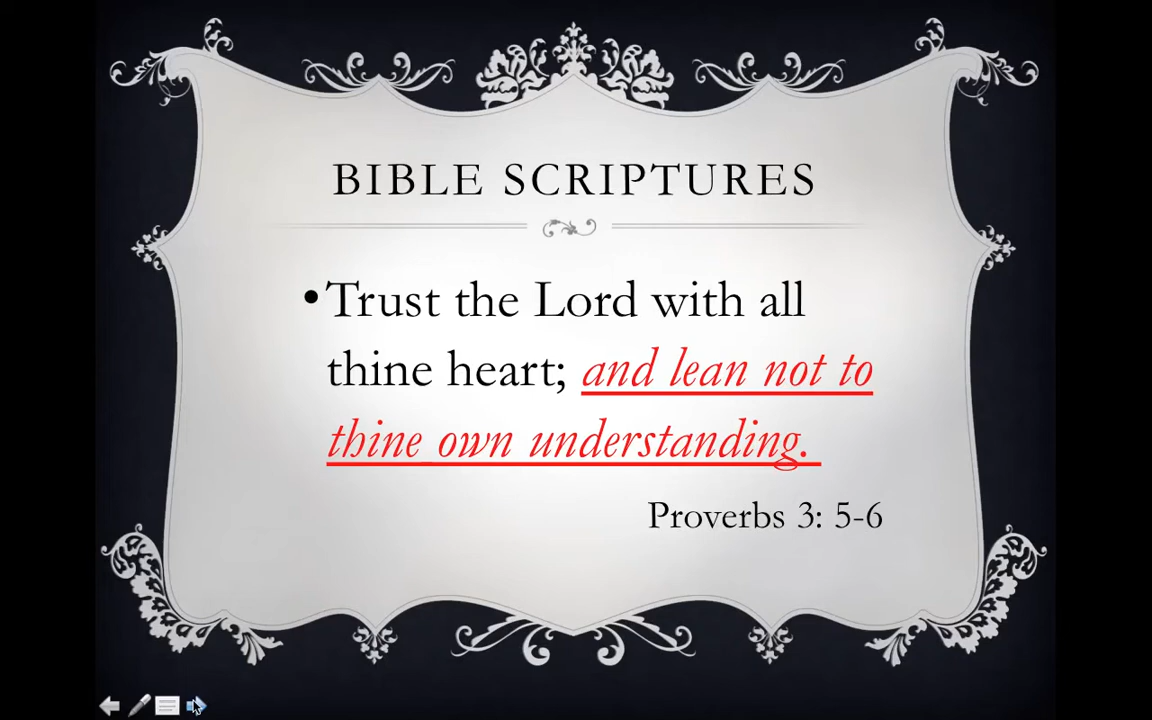 BIBLE SCRIPTURES
•Trust the Lord with all
thine heart; and lean not to
thine own understanding.
Proverbs 3: 5-6